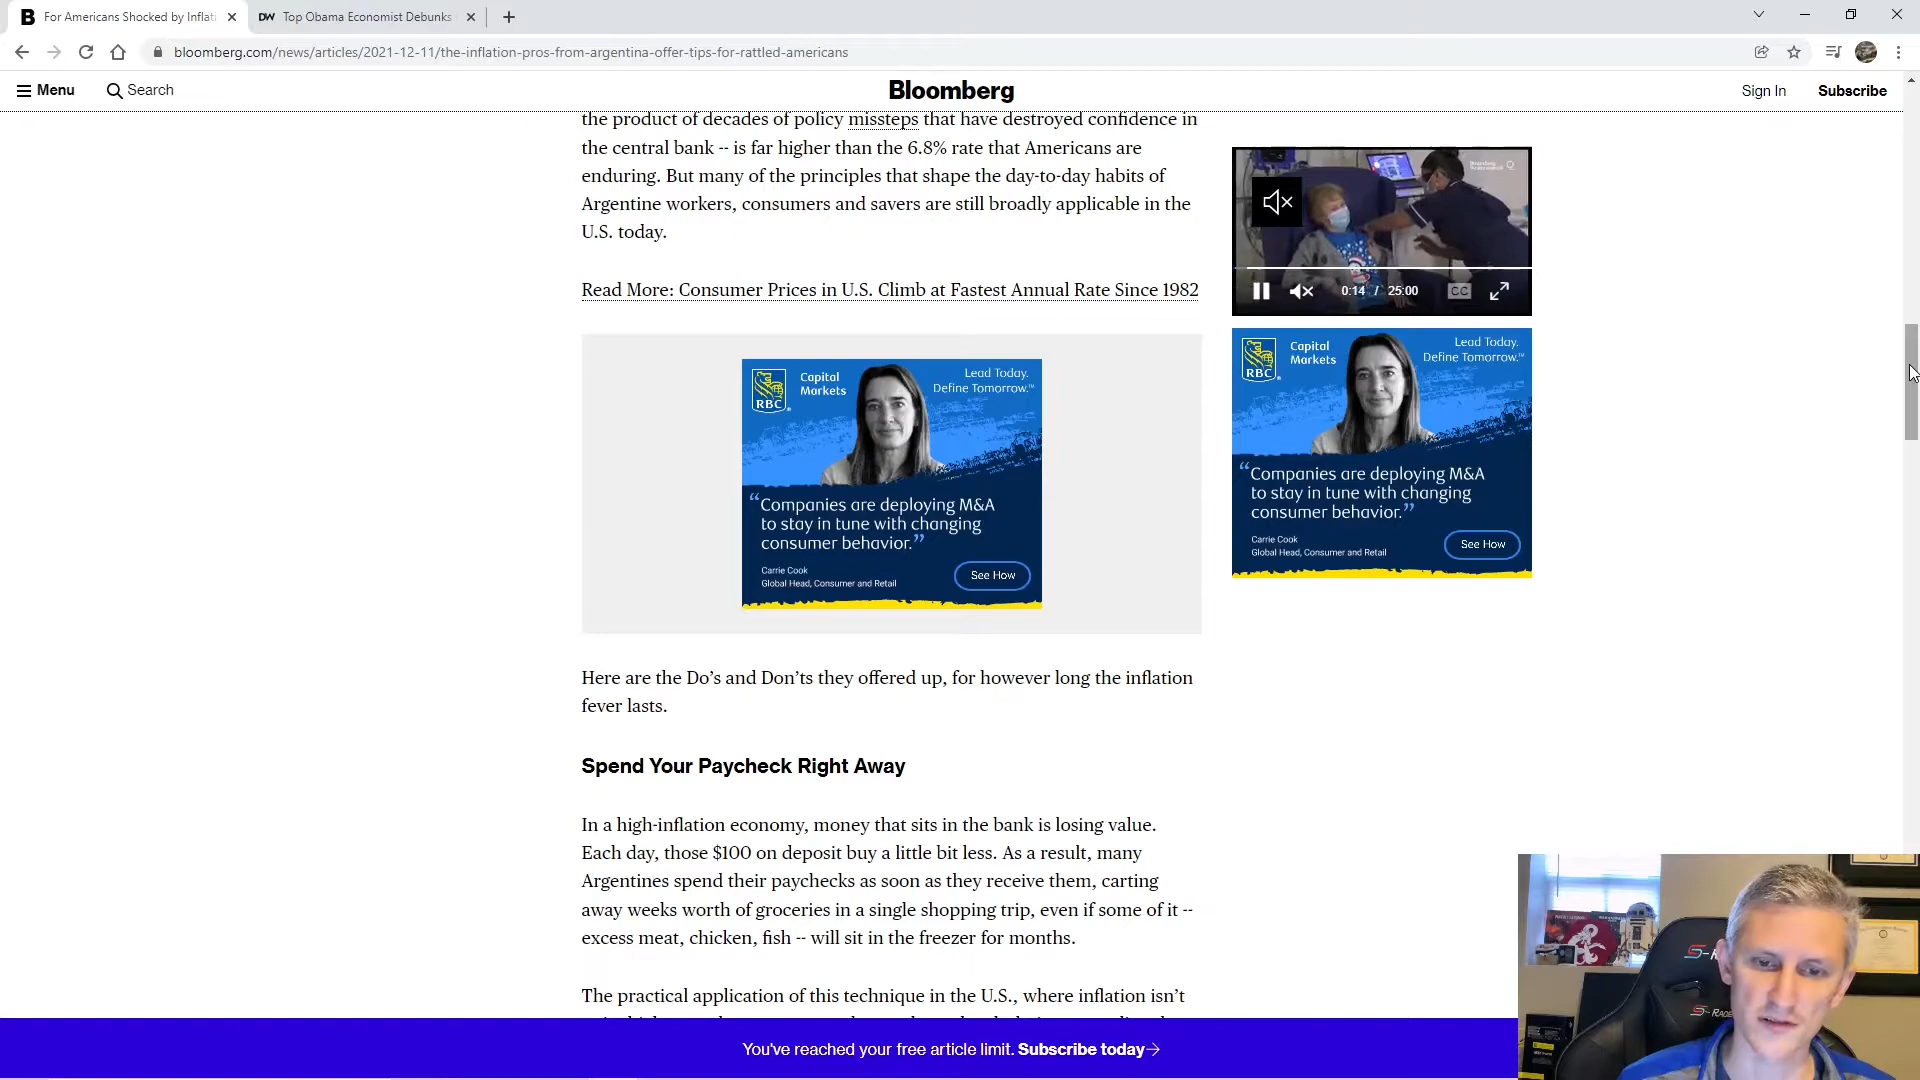 For Americans Shocked by Inflati
Top Obama Economist Debunks
bloomberg.com/news/articles/2021-12-11/the-inflation-pros-from-argentina-offer-tips-for-rattled-americans
Menu
Search
Bloomberg
Sign In
Subscribe
the product of decades of policy missteps that have destroyed confidence in
the central bank -- is far higher than the 6.8% rate that Americans are
enduring. But many of the principles that shape the day-to-day habits of
Argentine workers, consumers and savers are still broadly applicable in the
U.S. today.
Read More: Consumer Prices in U.S. Climb at Fastest Annual Rate Since 1982
0:14 / 25:00
CC
RBC
Capital
Markets
Lead Today.
Define Tomorrow.™
“Companies are deploying M&A
to stay in tune with changing
consumer behavior.”
Carrie Cook
Global Head, Consumer and Retail
See How
RBC
Capital
Markets
Lead Today.
Define Tomorrow.™
“Companies are deploying M&A
to stay in tune with changing
consumer behavior.”
Carrie Cook
Global Head, Consumer and Retail
See How
Here are the Do’s and Don’ts they offered up, for however long the inflation
fever lasts.
Spend Your Paycheck Right Away
In a high-inflation economy, money that sits in the bank is losing value.
Each day, those $100 on deposit buy a little bit less. As a result, many
Argentines spend their paychecks as soon as they receive them, carting
away weeks worth of groceries in a single shopping trip, even if some of it --
excess meat, chicken, fish -- will sit in the freezer for months.
The practical application of this technique in the U.S., where inflation isn’t
You've reached your free article limit. Subscribe today